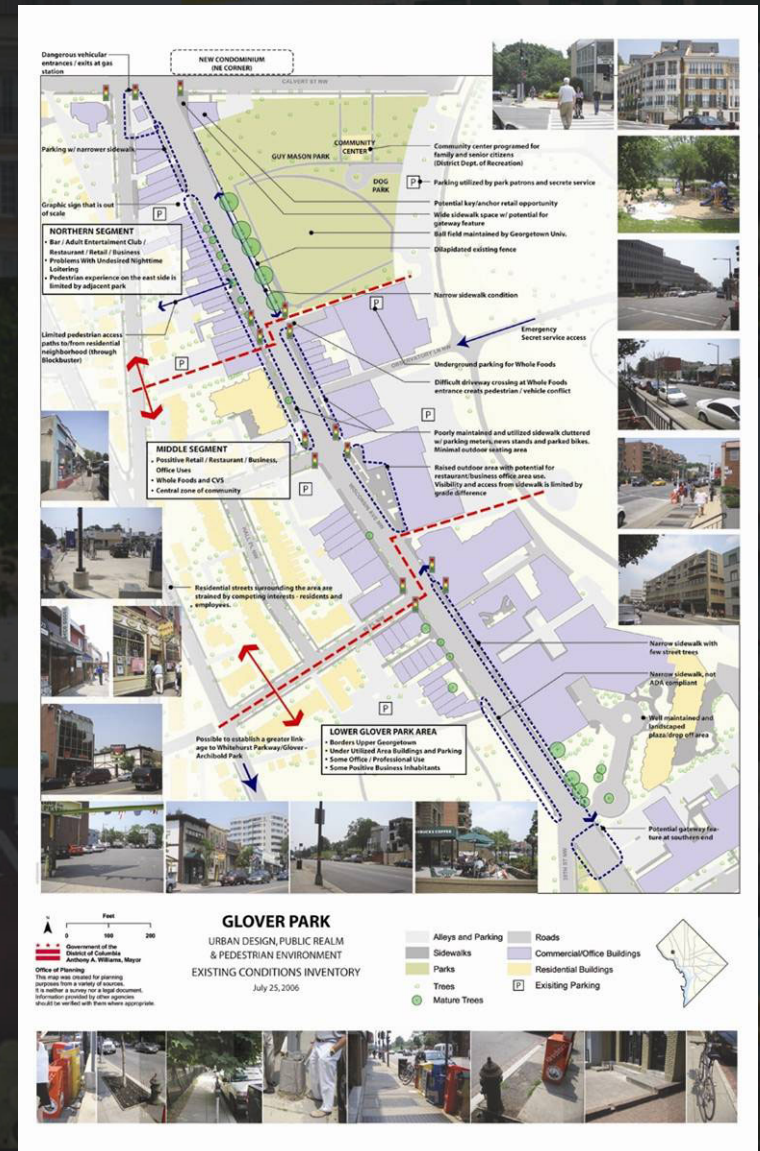 Dangerous vehicular
entrances / exits at gas
station
NEW CONDOMINIUM
(NE CORNER)
CALVERT ST NW
Parking w/ narrower sidewalk
GUY MASON PARK
COMMUNITY
CENTER
DOG
PARK
P
Community center programed for
family and senior citizens
(District Dept. of Recreation)
Parking utilized by park patrons and secrete service
Potential key/anchor retail opportunity
Wide sidewalk space w/ potential for
gateway feature
Ball field maintained by Georgetown Univ.
Dilapidated existing fence
Graphic sign that is out
of scale
P
NORTHERN SEGMENT
• Bar / Adult Entertaiment Club /
Restaurant / Retail / Business
• Problems With Undesired Nighttime
Loitering
• Pedestrian experience on the east side is
limited by adjacent park
Narrow sidewalk condition
P
Limited pedestrian access
paths to/from residential
neighborhood (through
Blockbuster)
P
Emergency
Secret service access
OBSERVATORY LN NW
Underground parking for Whole Foods
Difficult driveway crossing at Whole Foods
entrance creats pedestrian / vehicle conflict
P
Poorly maintained and utilized sidewalk cluttered
w/ parking meters, news stands and parked bikes.
Minimal outdoor seating area
MIDDLE SEGMENT
• Possitive Retail / Restaurant / Business,
Office Uses
• Whole Foods and CVS
• Central zone of community
Raised outdoor area with potential for
restaurant/business office area use.
Visibility and access from sidewalk is limited by
grade difference
P
WISCONSIN AVE NW
HALL PL NW
Residential streets surrounding the area are
strained by competing interests - residents and
employees.
Narrow sidewalk with
few street trees
Narrow sidewalk, not
ADA compliant
P
Well maintained and
landscaped
plaza/drop off area
Possible to establish a greater link-
age to Whitehurst Parkway/Glover -
Archibold Park
LOWER GLOVER PARK AREA
• Borders Upper Georgetown
• Under Utilized Area Buildings and Parking
• Some Office / Professional Use
• Some Positive Business Inhabitants
Potential gateway fea-
ture at southern end
35TH ST NW
N
Feet
0 100 200
Government of the
District of Columbia
Anthony A. Williams, Mayor
Office of Planning
This map was created for planning
purposes from a variety of sources.
It is neither a survey nor a legal document.
Information provided by other agencies
should be verified with them where appropriate.
GLOVER PARK
URBAN DESIGN, PUBLIC REALM
& PEDESTRIAN ENVIRONMENT
EXISTING CONDITIONS INVENTORY
July 25, 2006
Alleys and Parking
Sidewalks
Parks
Trees
Mature Trees
Roads
Commercial/Office Buildings
Residential Buildings
P Exisiting Parking